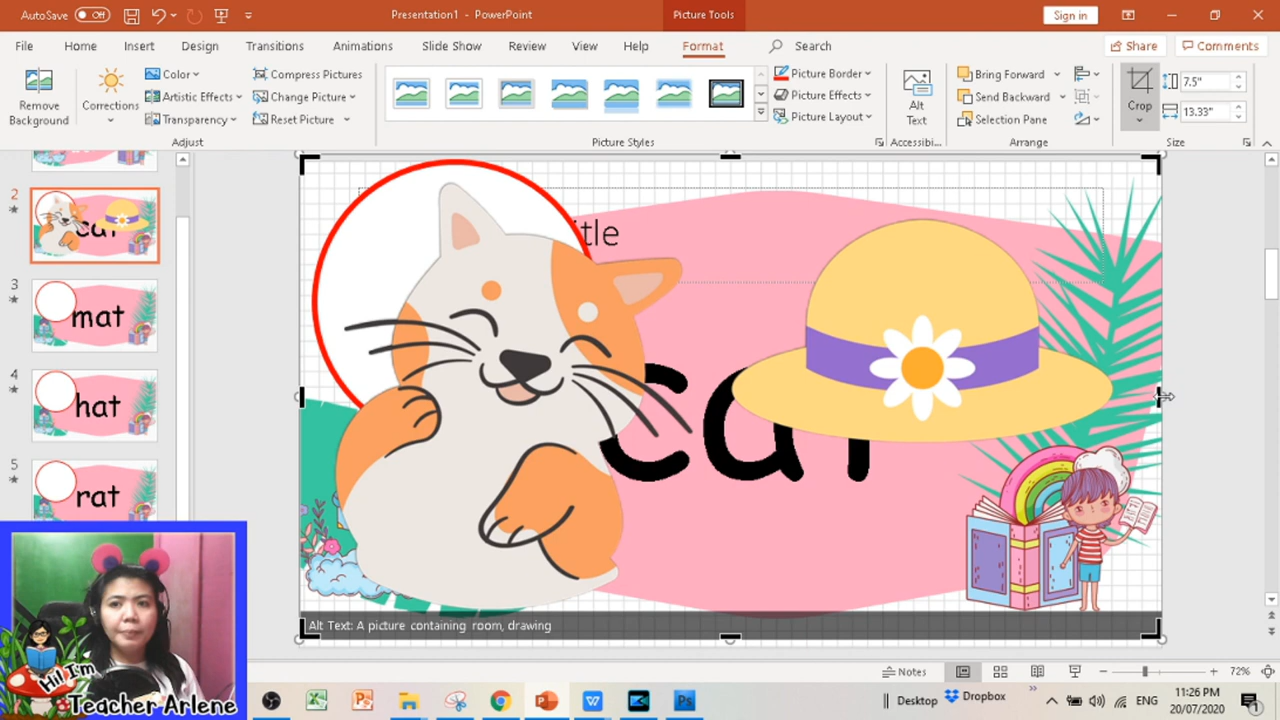 AutoSave Off
Presentation1 - PowerPoint
Picture Tools
Sign in
File Home Insert Design Transitions Animations Slide Show Review View Help Format Search Share Comments
Remove Background
Corrections
Color
Artistic Effects
Transparency
Compress Pictures
Change Picture
Reset Picture
Adjust
Picture Styles
Picture Border
Picture Effects
Picture Layout
Alt Text
Accessibi...
Bring Forward
Send Backward
Selection Pane
Arrange
Crop
7.5"
13.33"
Size
2
3
mat
4
hat
5
rat
itle
cat
Alt Text: A picture containing room, drawing
Hi! I'm
Teacher Arlene
Notes
72%
Desktop
Dropbox
ENG
11:26 PM
20/07/2020